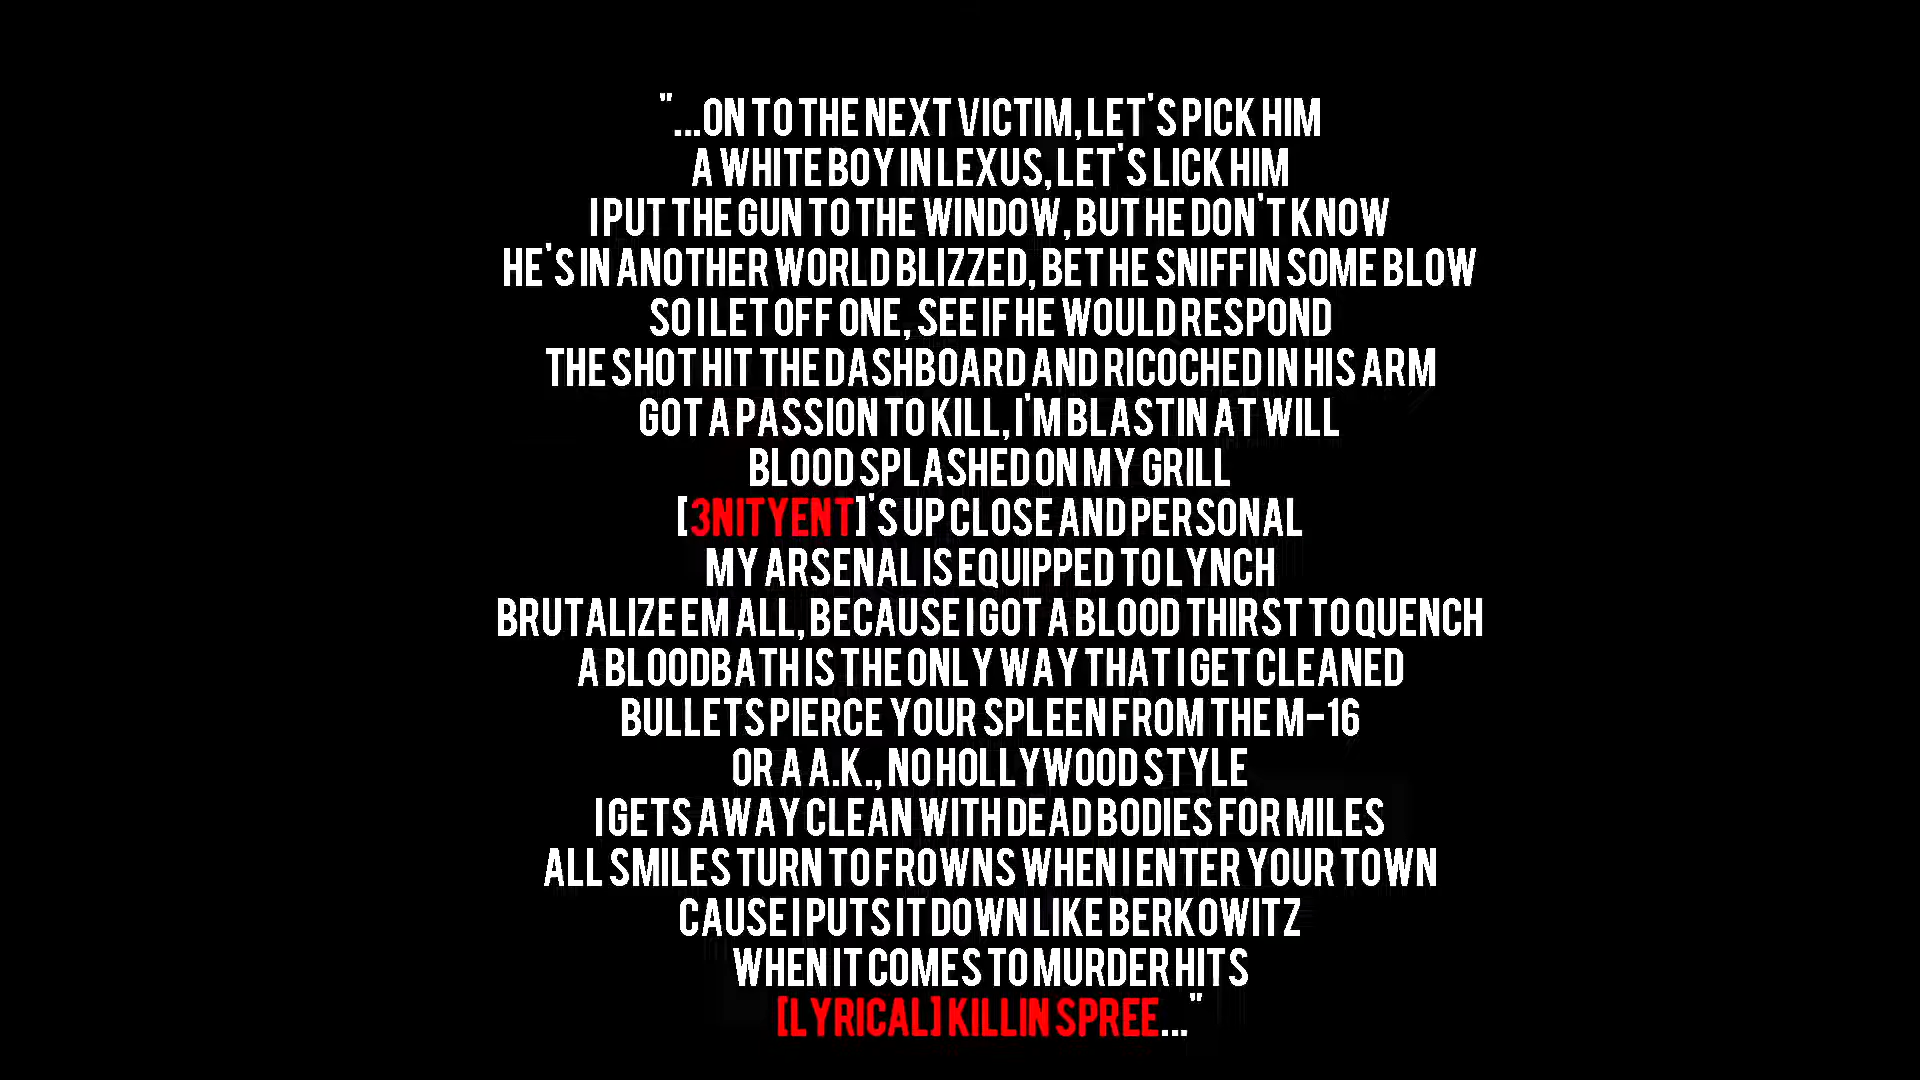 "...ON TO THE NEXT VICTIM, LET'S PICK HIM
A WHITE BOY IN LEXUS, LET'S LICK HIM
I PUT THE GUN TO THE WINDOW, BUT HE DON'T KNOW
HE'S IN ANOTHER WORLD BLIZZED, BET HE SNIFFIN SOME BLOW
SO I LET OFF ONE, SEE IF HE WOULD RESPOND
THE SHOT HIT THE DASHBOARD AND RICOCHED IN HIS ARM
GOT A PASSION TO KILL, I'M BLASTIN AT WILL
BLOOD SPLASHED ON MY GRILL
[3NITYENT]'S UP CLOSE AND PERSONAL
MY ARSENAL IS EQUIPPED TO LYNCH
BRUTALIZE EM ALL, BECAUSE I GOT A BLOOD THIRST TO QUENCH
A BLOODBATH IS THE ONLY WAY THAT I GET CLEANED
BULLETS PIERCE YOUR SPLEEN FROM THE M-16
OR A A.K., NO HOLLYWOOD STYLE
I GETS AWAY CLEAN WITH DEAD BODIES FOR MILES
ALL SMILES TURN TO FROWNS WHEN I ENTER YOUR TOWN
CAUSE I PUTS IT DOWN LIKE BERKOWITZ
WHEN IT COMES TO MURDER HITS
[LYRICAL] KILLIN SPREE..."